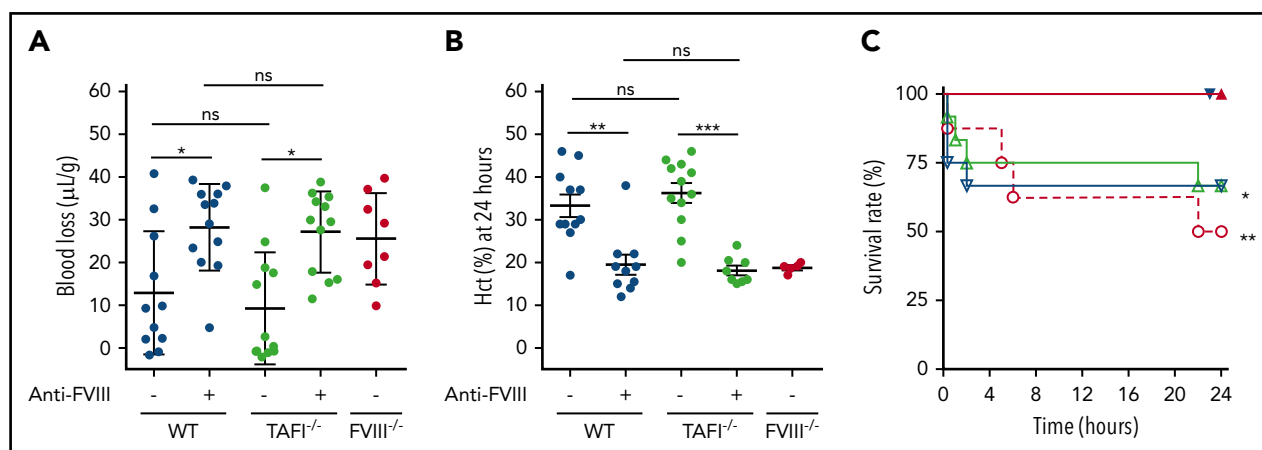 A
Blood loss (µL/g)
60
50
40
30
20
10
0
ns
ns
*
*
Anti-FVIII
-
+
-
+
-
WT
TAFI-/-
FVIII-/-
B
Hct (%) at 24 hours
60
50
40
30
20
10
0
ns
ns
**
***
-
+
-
+
-
WT
TAFI-/-
FVIII-/-
C
Survival rate (%)
100
75
50
25
0
*
**
0
4
8
12
16
20
24
Time (hours)